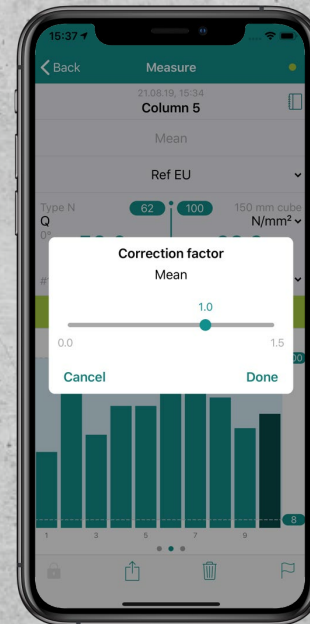 15:37
Back
Measure
21.08.19, 15:34
Column 5
Mean
Ref EU
Type N
62
100
150 mm cube
Q
N/mm²
0°
#
Correction factor
Mean
1.0
0.0
1.5
Cancel
Done
8
1
3
5
7
9